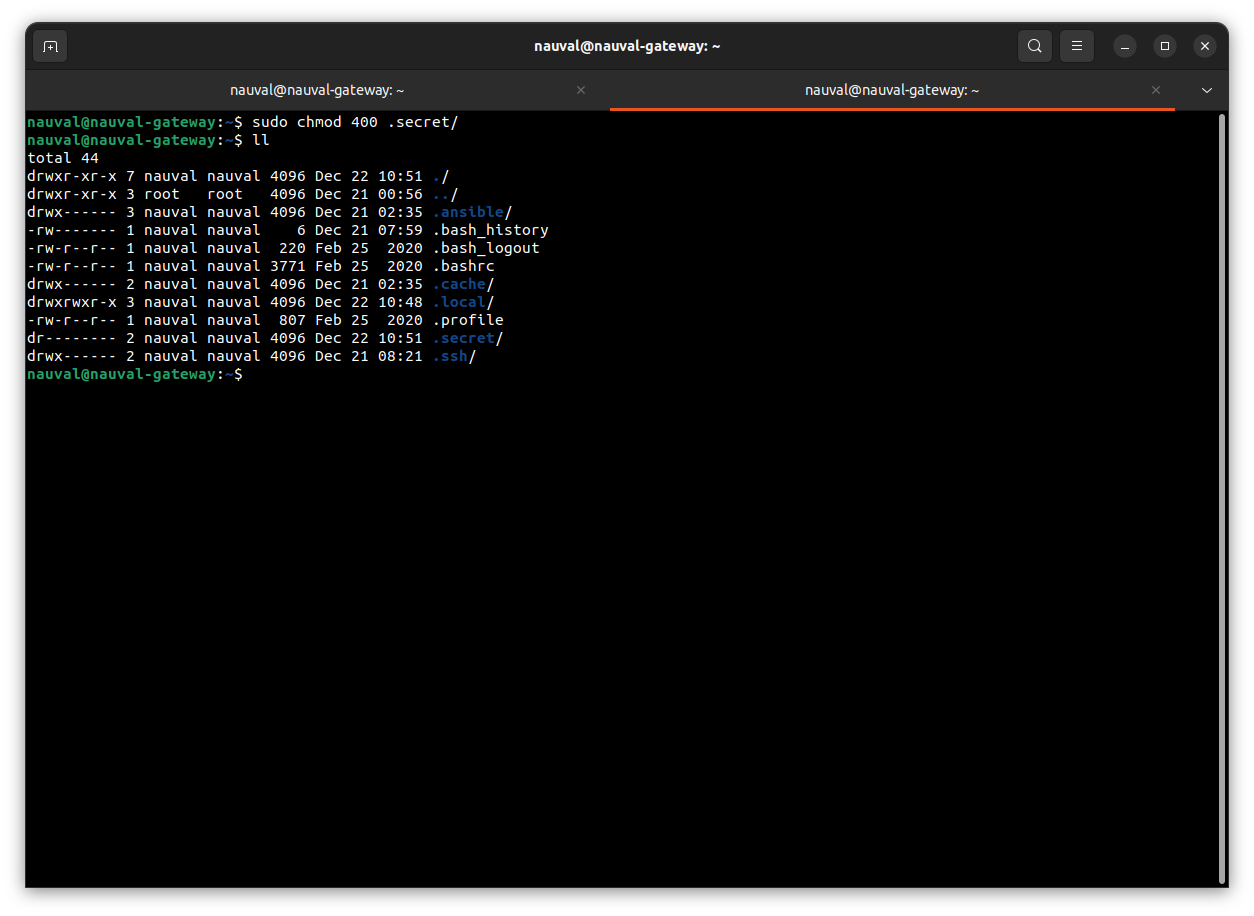 nauval@nauval-gateway: ~
nauval@nauval-gateway: ~
nauval@nauval-gateway: ~
nauval@nauval-gateway:~$ sudo chmod 400 .secret/
nauval@nauval-gateway:~$ ll
total 44
drwxr-xr-x 7 nauval nauval 4096 Dec 22 10:51 ./
drwxr-xr-x 3 root   root   4096 Dec 21 00:56 ../
drwx------ 3 nauval nauval 4096 Dec 21 02:35 .ansible/
-rw------- 1 nauval nauval    6 Dec 21 07:59 .bash_history
-rw-r--r-- 1 nauval nauval  220 Feb 25  2020 .bash_logout
-rw-r--r-- 1 nauval nauval 3771 Feb 25  2020 .bashrc
drwx------ 2 nauval nauval 4096 Dec 21 02:35 .cache/
drwxrwxr-x 3 nauval nauval 4096 Dec 22 10:48 .local/
-rw-r--r-- 1 nauval nauval  807 Feb 25  2020 .profile
dr-------- 2 nauval nauval 4096 Dec 22 10:51 .secret/
drwx------ 2 nauval nauval 4096 Dec 21 08:21 .ssh/
nauval@nauval-gateway:~$